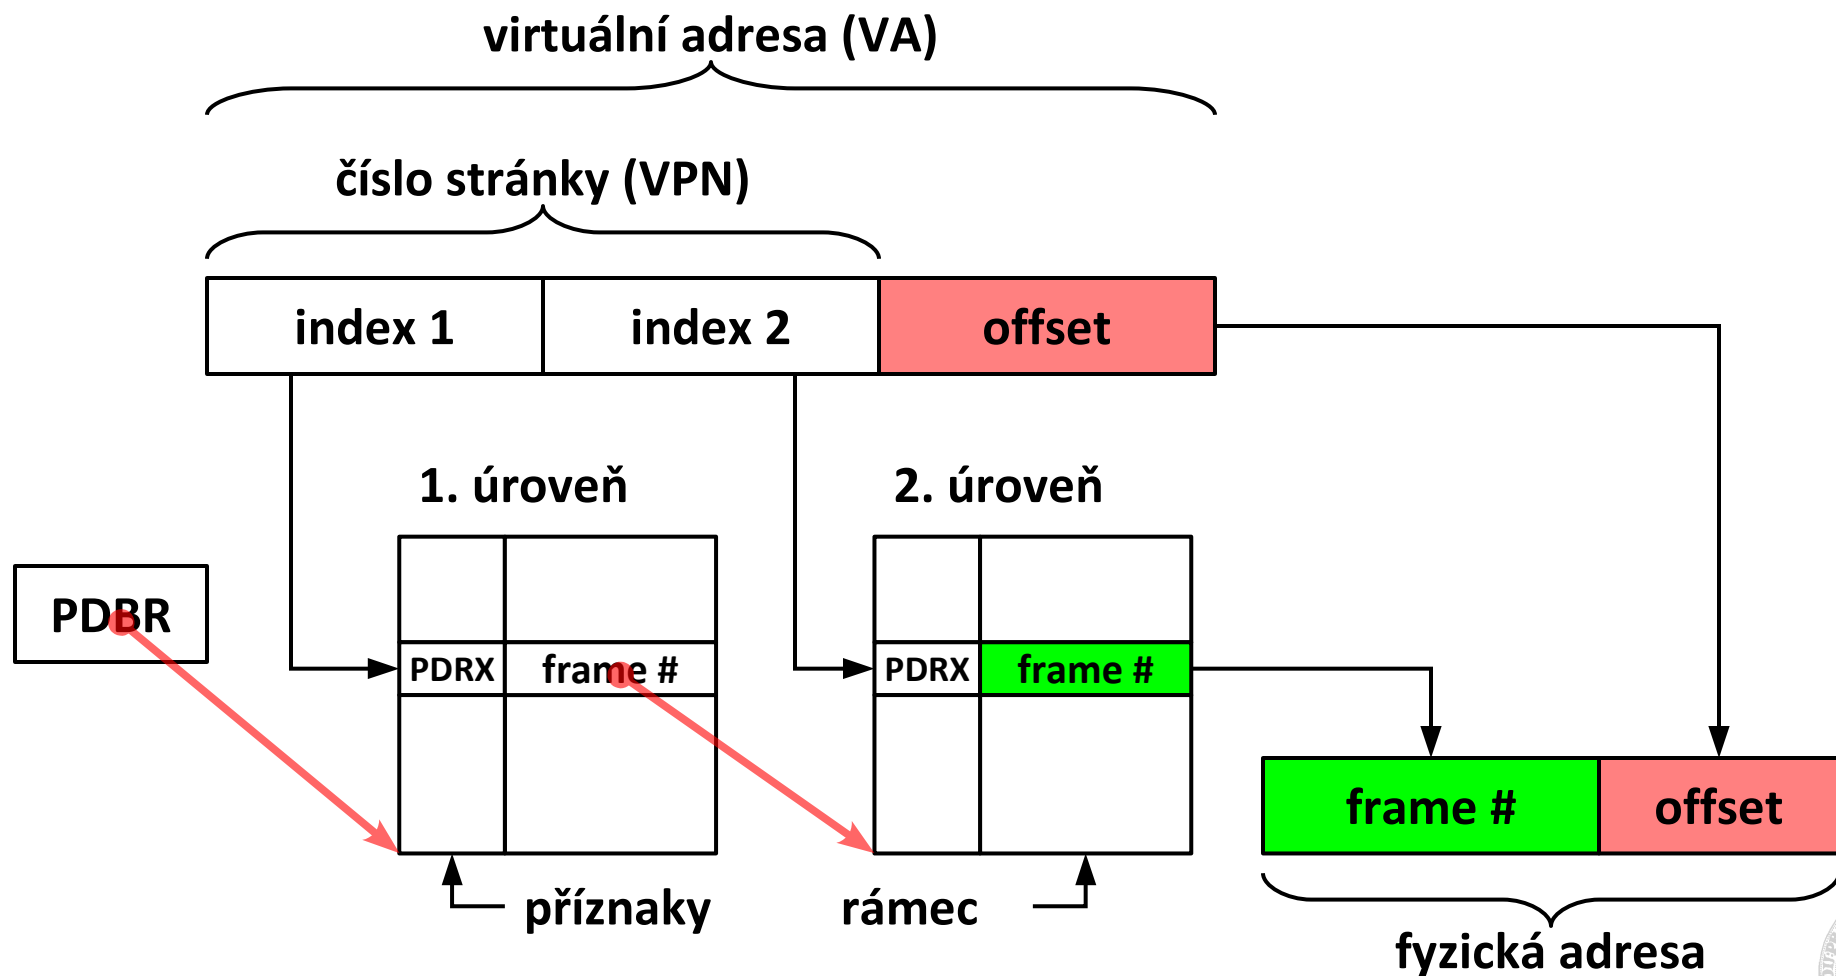 virtuální adresa (VA)
číslo stránky (VPN)
index 1 index 2 offset
1. úroveň 2. úroveň
PDBR
PDRX frame # PDRX frame #
frame # offset
příznaky rámec
fyzická adresa